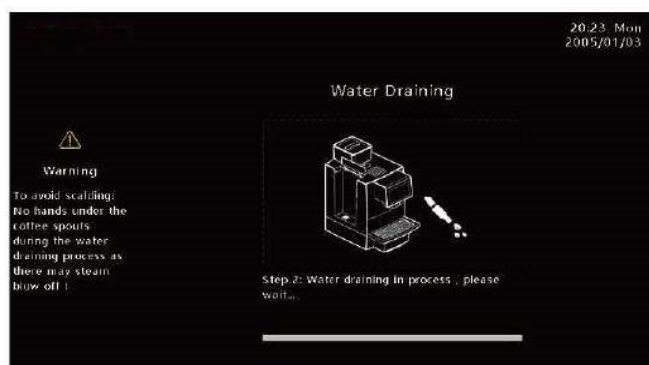 20:23 Mon
2005/01/03
Water Draining
Warning
To avoid scalding!
No hands under the
coffee spouts
during the water
draining process as
there may steam
blow off !
Step.2: Water draining in process , please
wait...